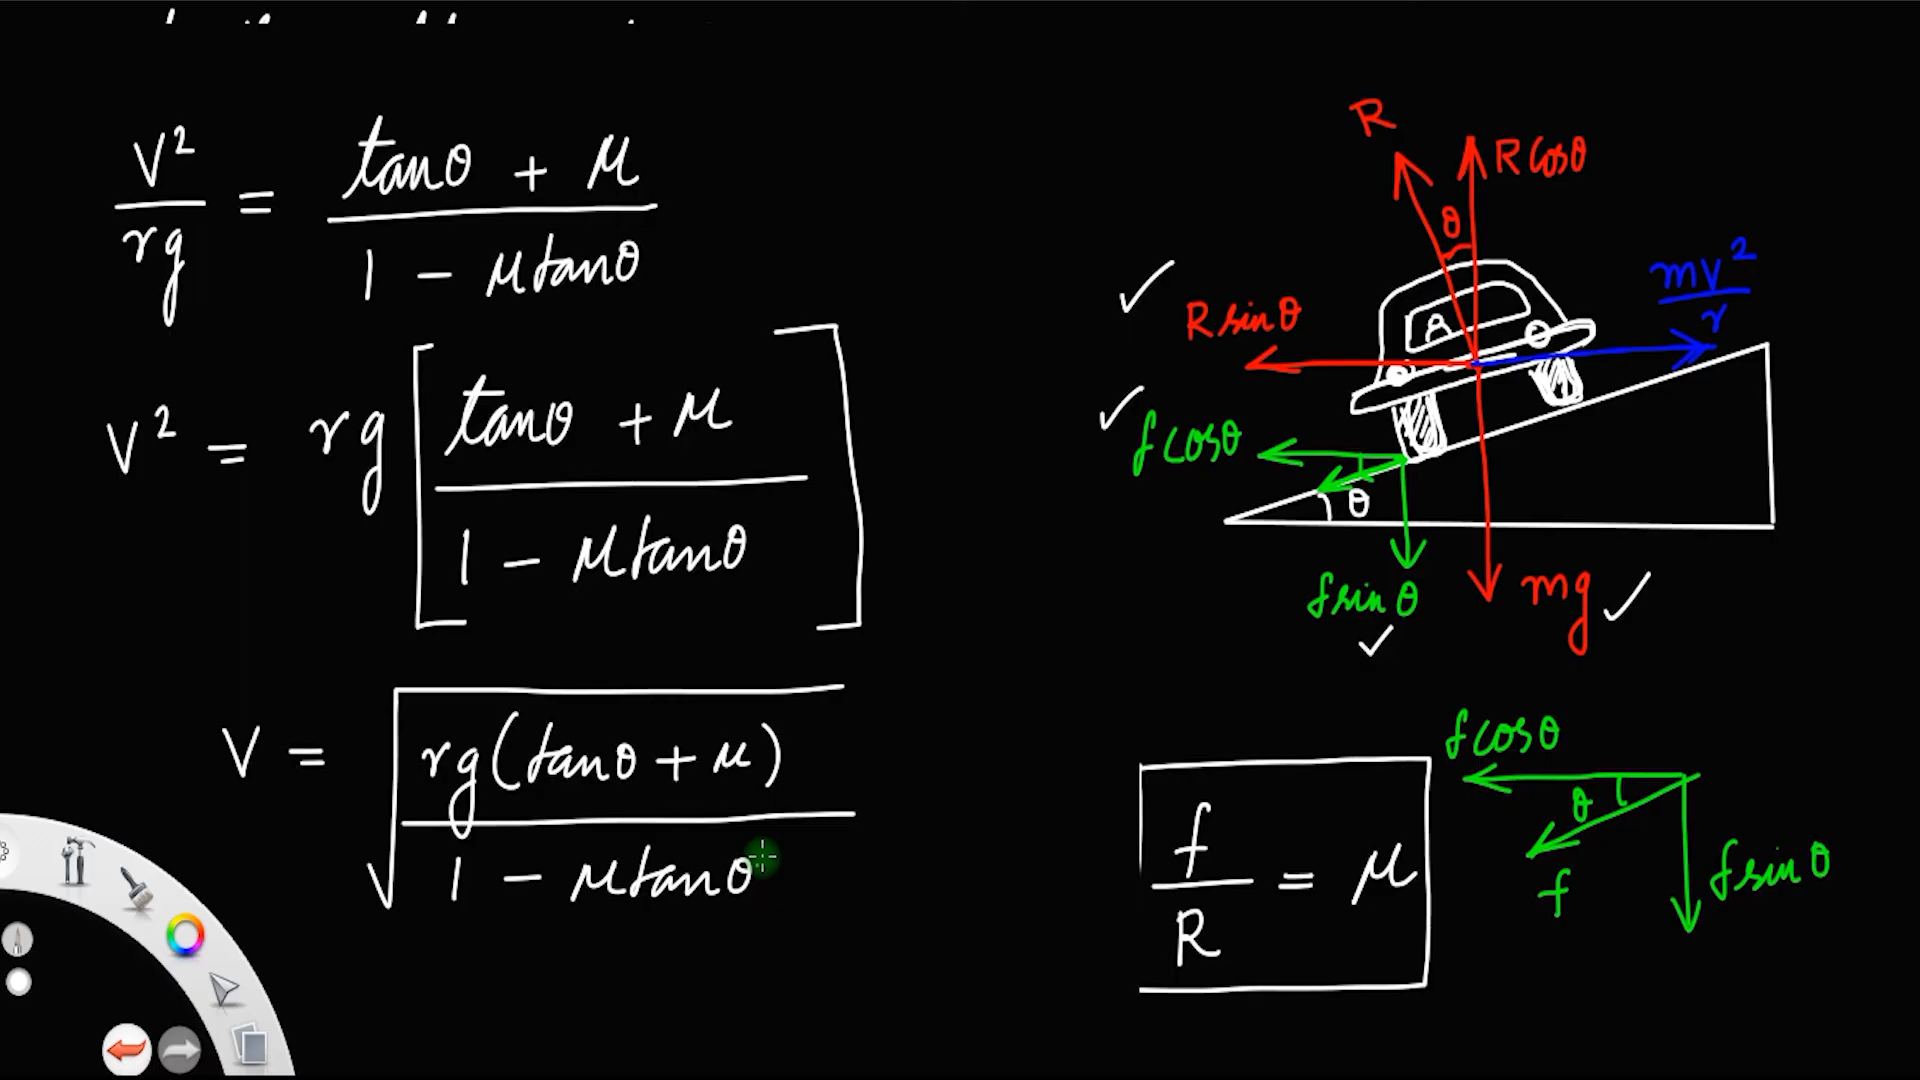 V²/rg = tanθ + μ / 1 - μtanθ
V² = rg [tanθ + μ / 1 - μtanθ]
V = √(rg(tanθ + μ) / 1 - μtanθ)
R
Rcosθ
θ
mv²/r
Rsinθ
fcosθ
θ
fsinθ
mg
f/R = μ
fcosθ
θ
f
fsinθ